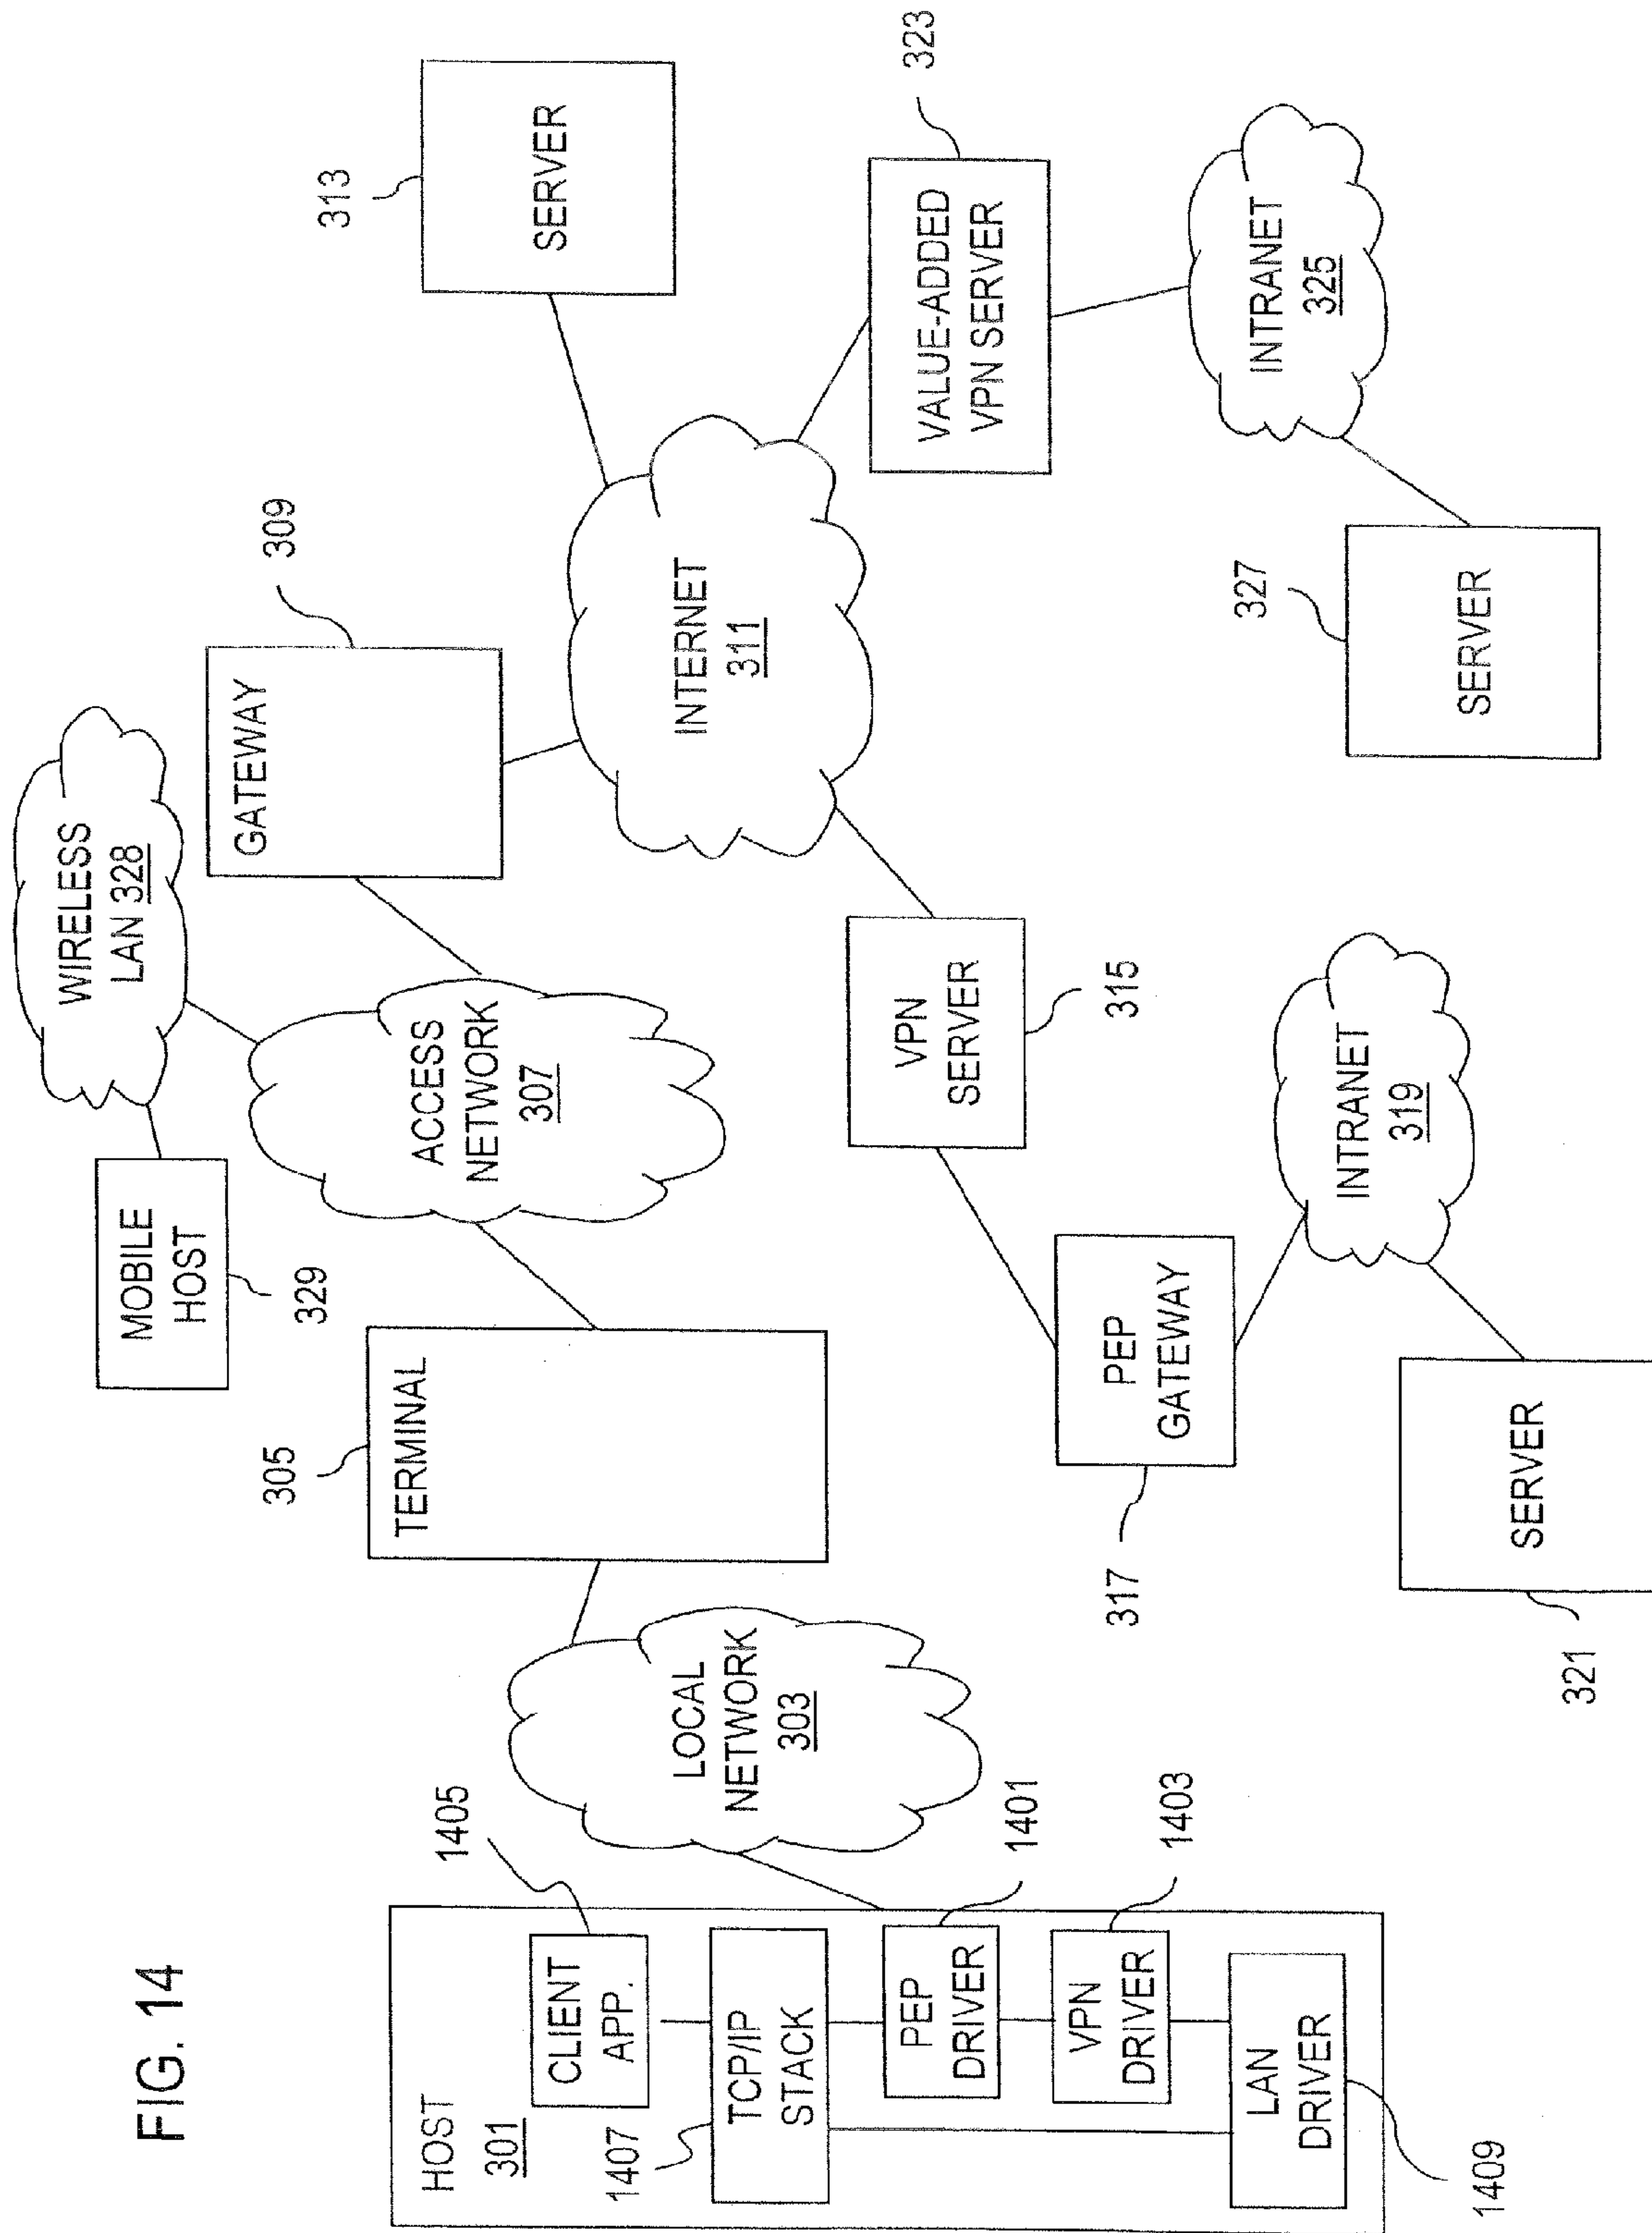 FIG. 14
HOST
301
CLIENT
APP.
1405
1407
TCP/IP
STACK
PEP
DRIVER
1401
VPN
DRIVER
1403
LAN
DRIVER
1409
LOCAL
NETWORK
303
TERMINAL
305
MOBILE
HOST
329
WIRELESS
LAN 328
ACCESS
NETWORK
307
GATEWAY
309
INTERNET
311
SERVER
313
VPN
SERVER
315
PEP
GATEWAY
317
INTRANET
319
SERVER
321
VALUE-ADDED
VPN SERVER
323
INTRANET
325
SERVER
327